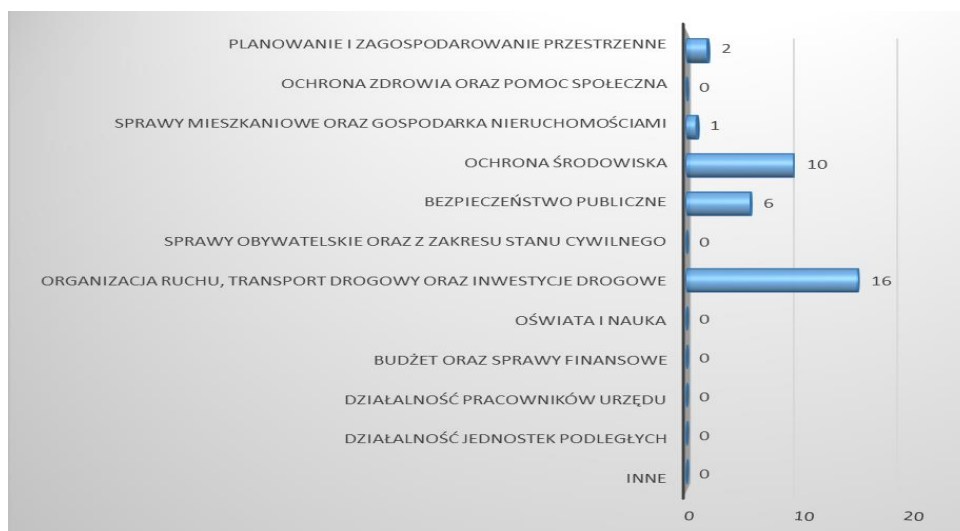 PLANOWANIE I ZAGOSPODAROWANIE PRZESTRZENNE 2
OCHRONA ZDROWIA ORAZ POMOC SPOŁECZNA 0
SPRAWY MIESZKANIOWE ORAZ GOSPODARKA NIERUCHOMOŚCIAMI 1
OCHRONA ŚRODOWISKA 10
BEZPIECZEŃSTWO PUBLICZNE 6
SPRAWY OBYWATELSKIE ORAZ Z ZAKRESU STANU CYWILNEGO 0
ORGANIZACJA RUCHU, TRANSPORT DROGOWY ORAZ INWESTYCJE DROGOWE 16
OŚWIATA I NAUKA 0
BUDŻET ORAZ SPRAWY FINANSOWE 0
DZIAŁALNOŚĆ PRACOWNIKÓW URZĘDU 0
DZIAŁALNOŚĆ JEDNOSTEK PODLEGŁYCH 0
INNE 0
0 10 20